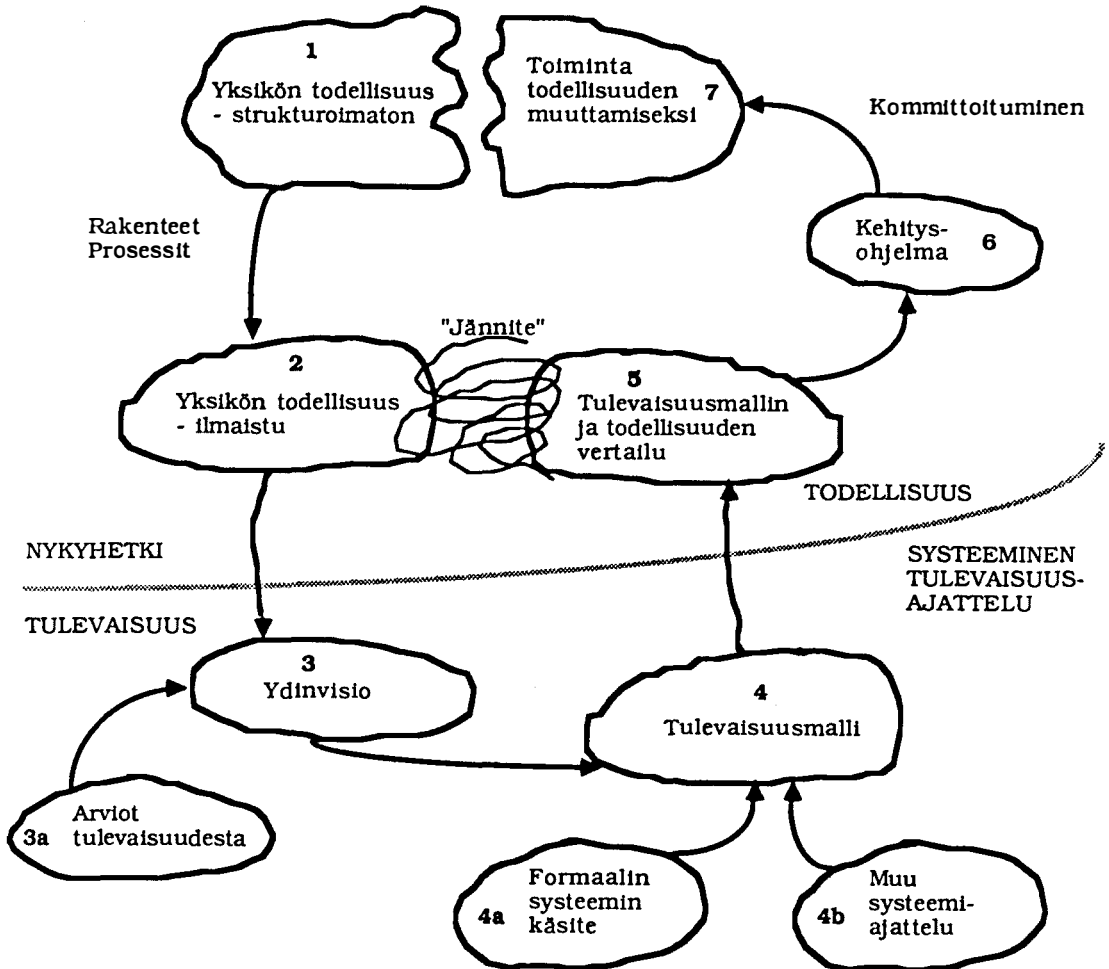 1
Yksikön todellisuus
- strukturoimaton
Toiminta
todellisuuden 7
muuttamiseksi
Kommittoituminen
Rakenteet
Prosessit
Kehitys-
ohjelma 6
"Jännite"
2
Yksikön todellisuus
- ilmaistu
5
Tulevaisuusmallin
ja todellisuuden
vertailu
TODELLISUUS
NYKYHETKI
SYSTEEMINEN
TULEVAISUUS-
AJATTELU
TULEVAISUUS
3
Ydinvisio
4
Tulevaisuusmalli
Arviot
3a tulevaisuudesta
Formaalin
systeemin
4a käsite
Muu
systeemi-
4b ajattelu